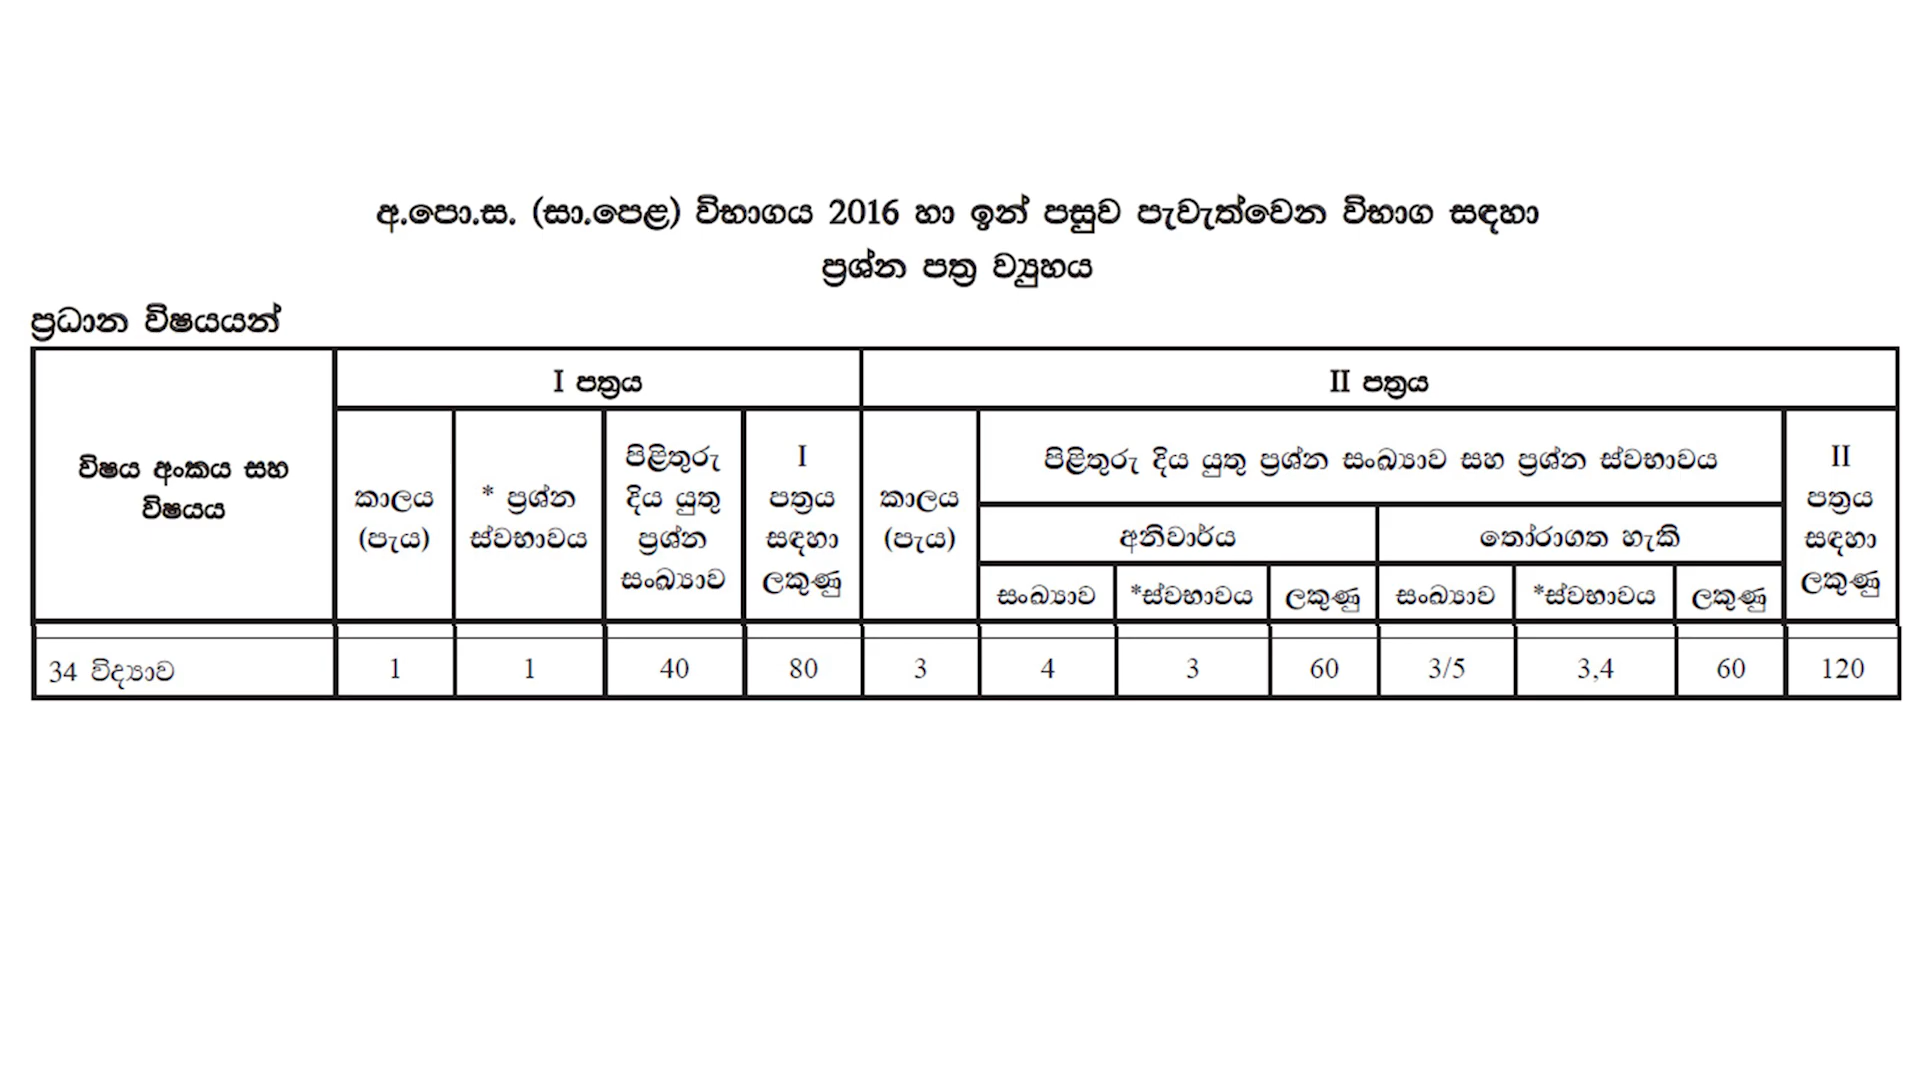 අ.පො.ස. (සා.පෙළ) විභාගය 2016 හා ඉන් පසුව පැවැත්වෙන විභාග සඳහා
ප්‍රශ්න පත්‍ර ව්‍යුහය
ප්‍රධාන විෂයයන්
විෂය අංකය සහ
විෂයය
I පත්‍රය
II පත්‍රය
කාලය
(පැය)
* ප්‍රශ්න
ස්වභාවය
පිළිතුරු
දිය යුතු
ප්‍රශ්න
සංඛ්‍යාව
I
පත්‍රය
සඳහා
ලකුණු
කාලය
(පැය)
පිළිතුරු දිය යුතු ප්‍රශ්න සංඛ්‍යාව සහ ප්‍රශ්න ස්වභාවය
අනිවාර්ය
තෝරාගත හැකි
සංඛ්‍යාව *ස්වභාවය ලකුණු සංඛ්‍යාව *ස්වභාවය ලකුණු
II
පත්‍රය
සඳහා
ලකුණු
34 විද්‍යාව 1 1 40 80 3 4 3 60 3/5 3,4 60 120